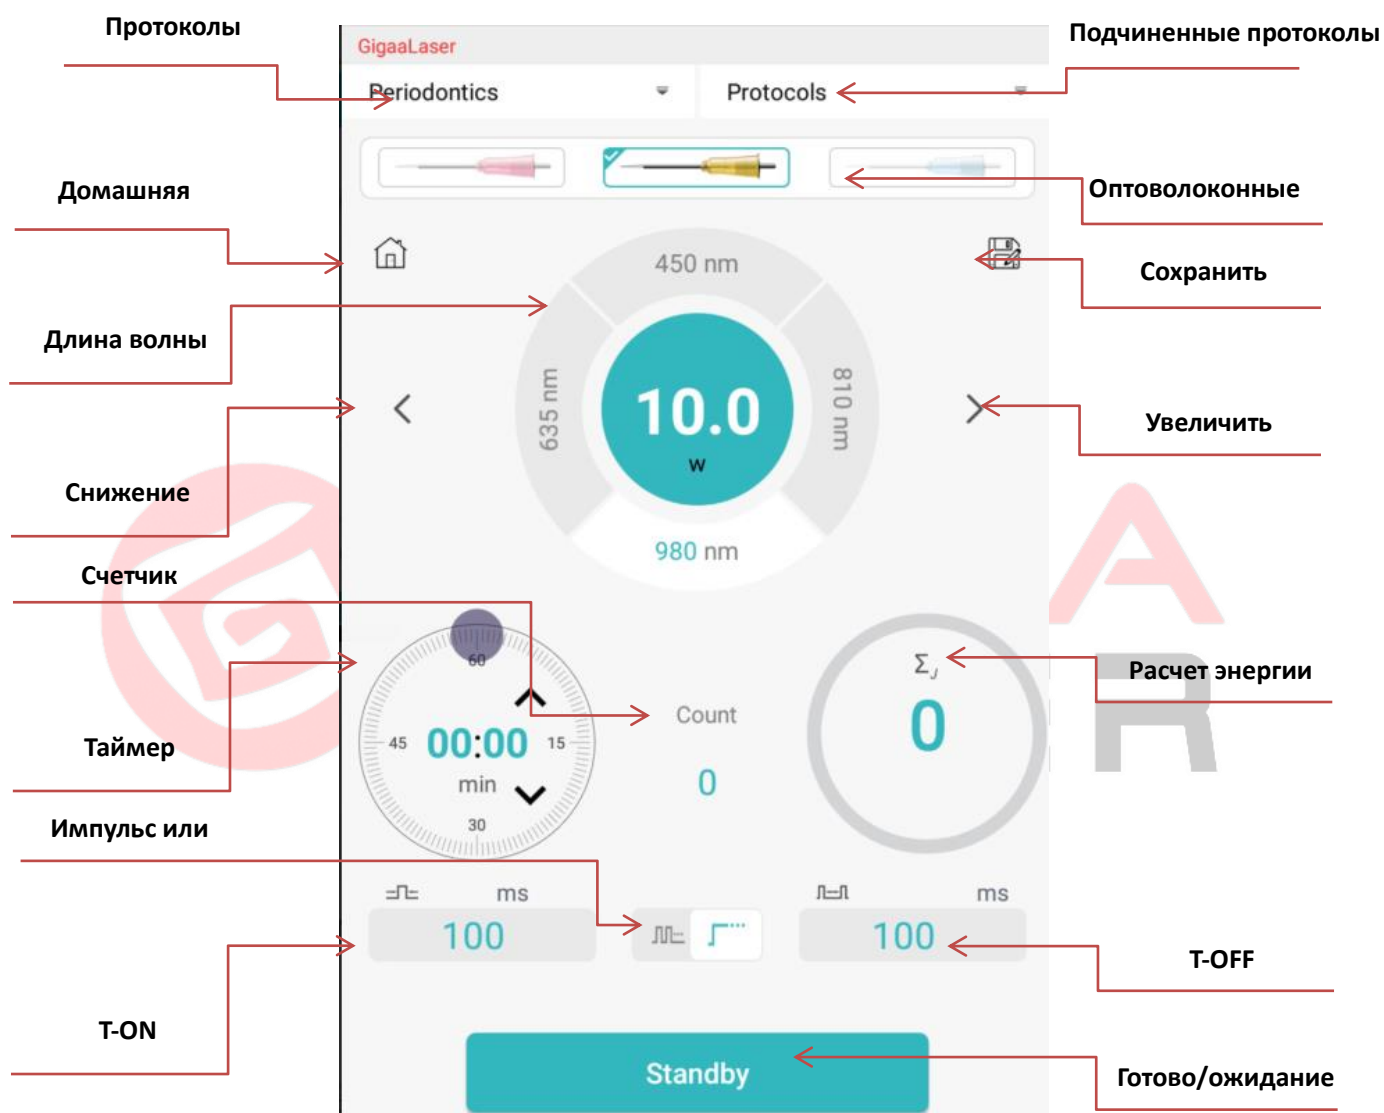 Протоколы
Подчиненные протоколы
GigaaLaser
Periodontics
Protocols
Домашняя
Оптоволоконные
450 nm
Сохранить
Длина волны
635 nm
10.0
w
810 nm
Увеличить
Снижение
980 nm
Счетчик
A
60
45
00:00
15
min
30
Count
0
ΣJ
0
Расчет энергии
R
Таймер
Импульс или
ms
100
ms
100
T-OFF
T-ON
Standby
Готово/ожидание